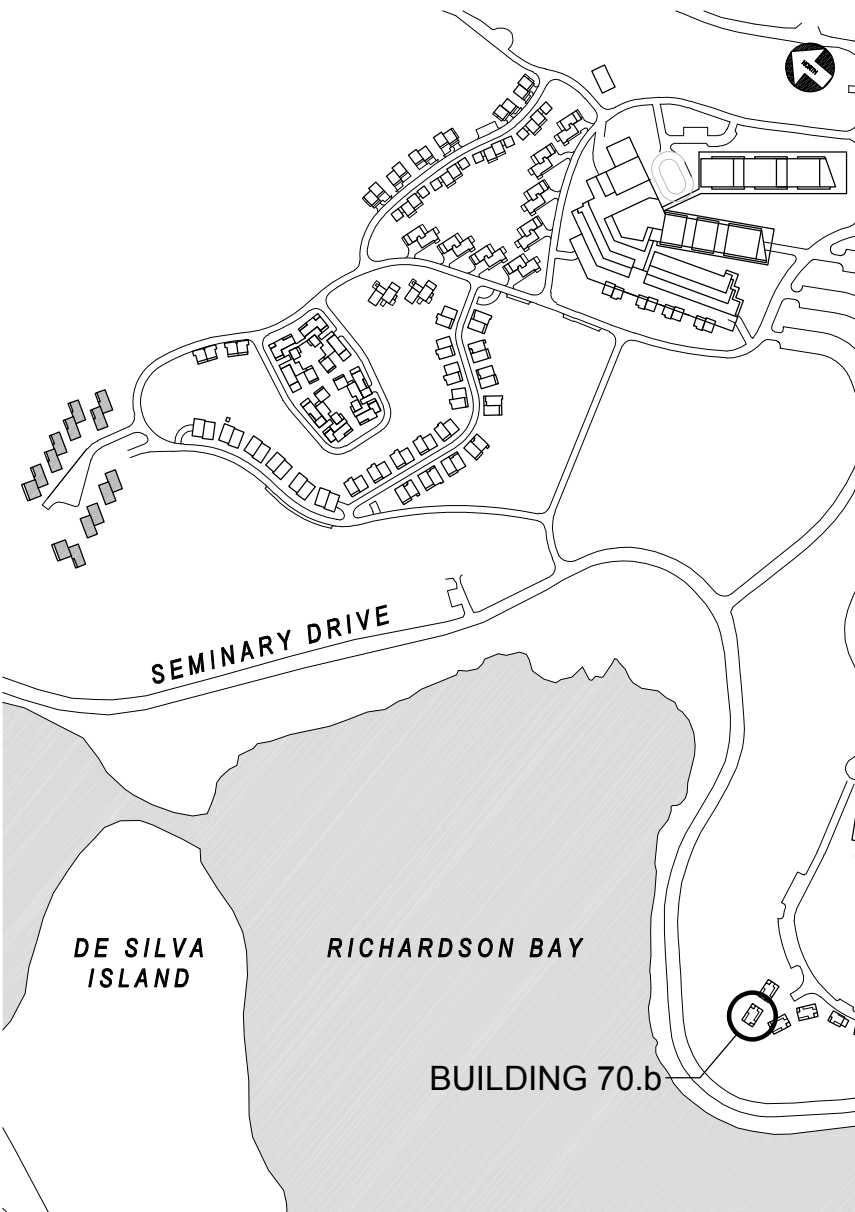 NORTH
SEMINARY DRIVE
DE SILVA
ISLAND
RICHARDSON BAY
BUILDING 70.b